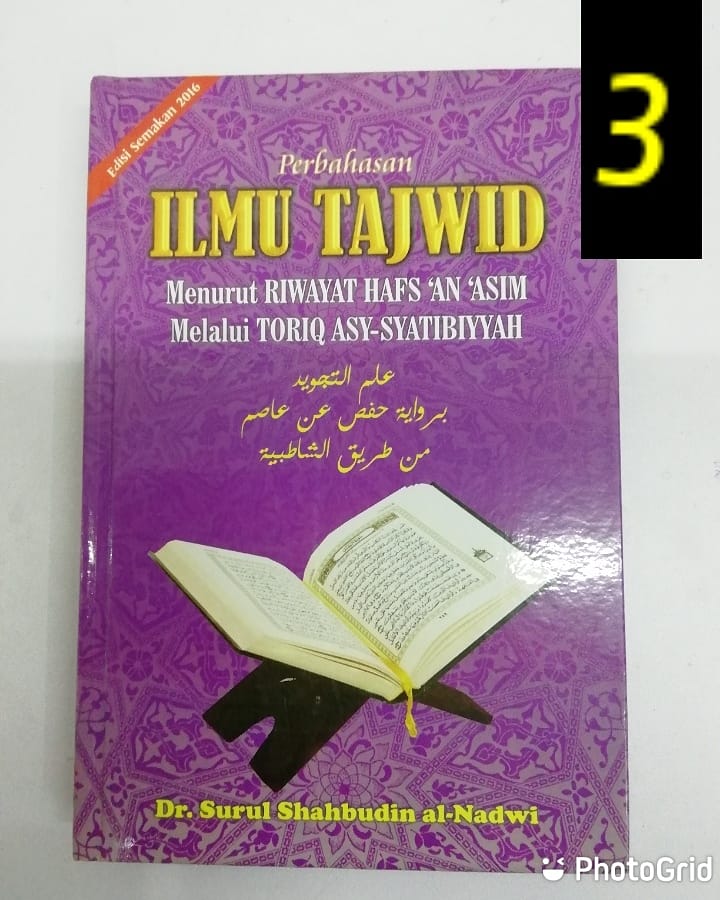 3
Edisi Semakan 2016
Perbahasan
ILMU TAJWID
Menurut RIWAYAT HAFS 'AN 'ASIM
Melalui TORIQ ASY-SYATIBIYYAH
علم التجويد
برواية حفص عن عاصم
من طريق الشاطبية
Dr. Surul Shahbudin al-Nadwi
PhotoGrid